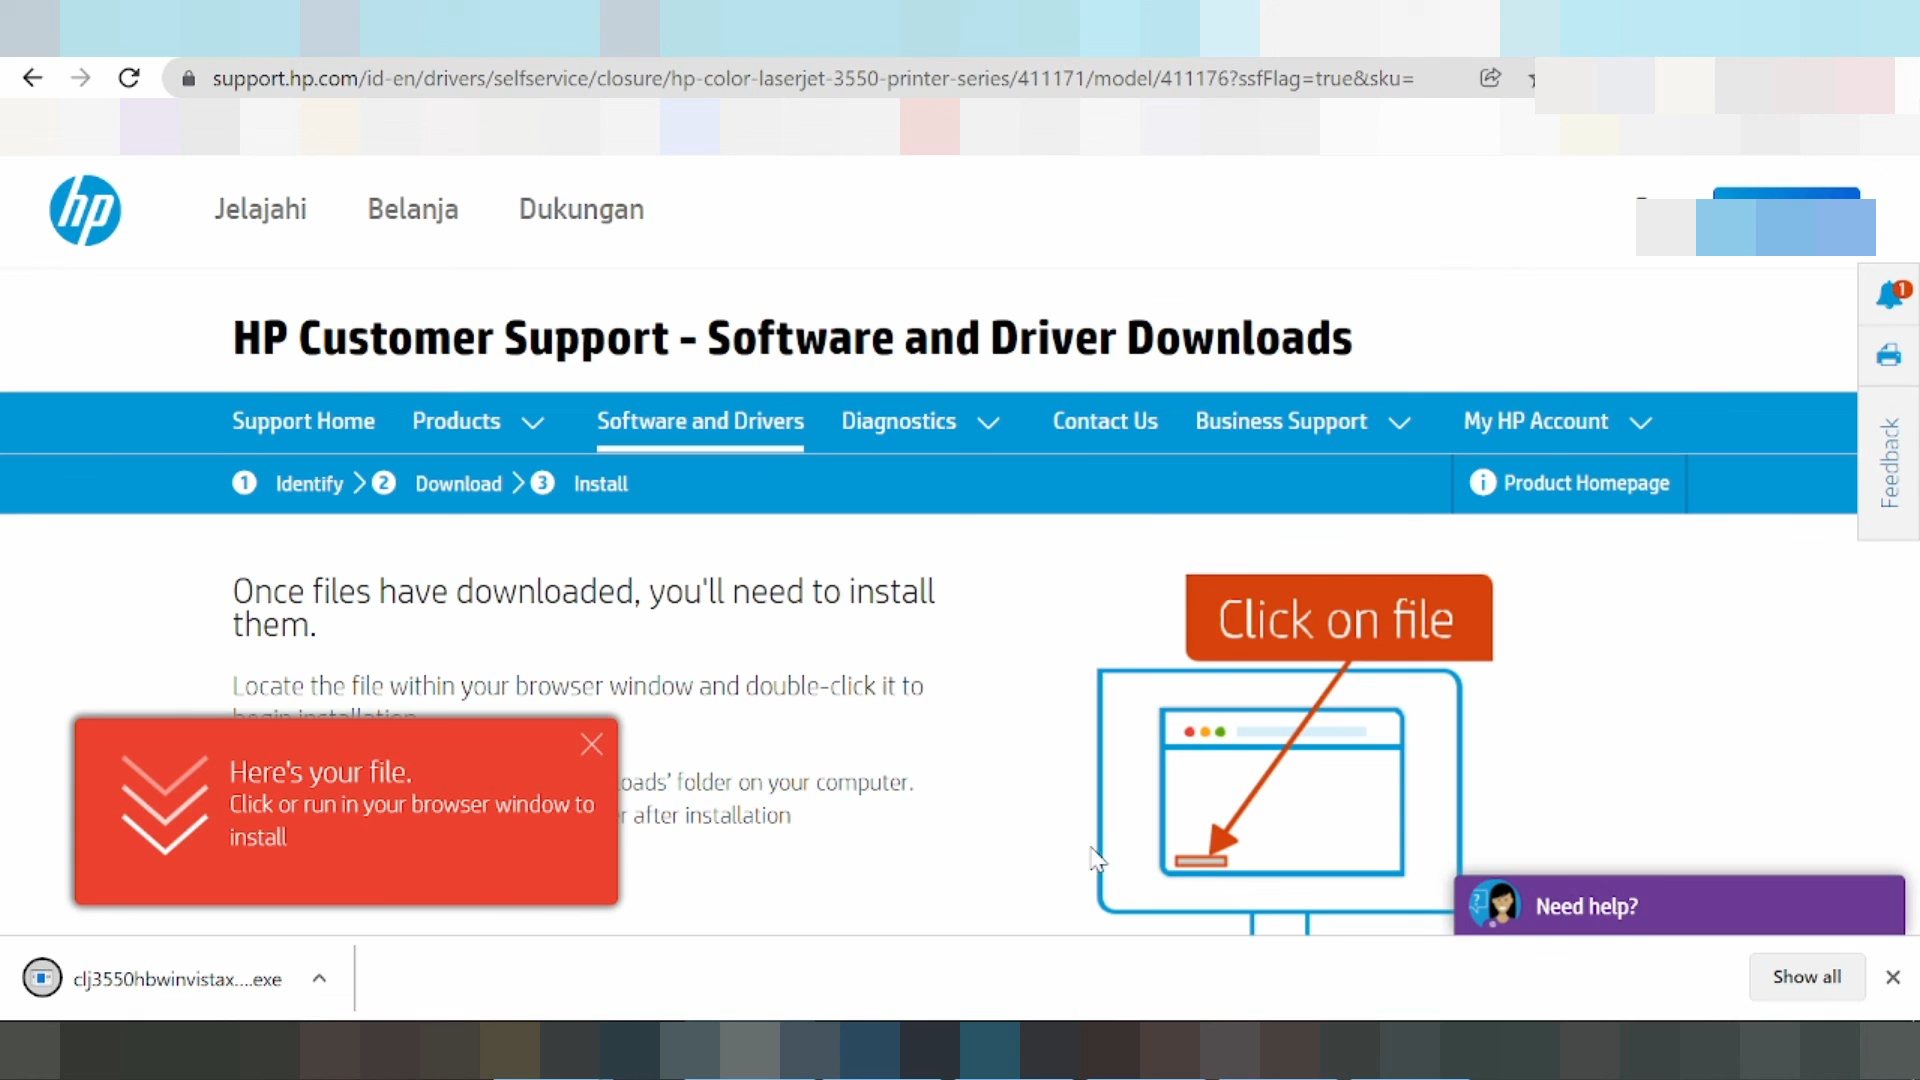 support.hp.com/id-en/drivers/selfservice/closure/hp-color-laserjet-3550-printer-series/411171/model/411176?ssfFlag=true&sku=
hp
Jelajahi
Belanja
Dukungan
HP Customer Support - Software and Driver Downloads
Support Home
Products
Software and Drivers
Diagnostics
Contact Us
Business Support
My HP Account
1 Identify
2 Download
3 Install
i Product Homepage
1
Feedback
Once files have downloaded, you'll need to install
them.
Locate the file within your browser window and double-click it to
begin installation
oads' folder on your computer.
r after installation
Here's your file.
Click or run in your browser window to
install
Click on file
Need help?
clj3550hbwinvistax....exe
Show all